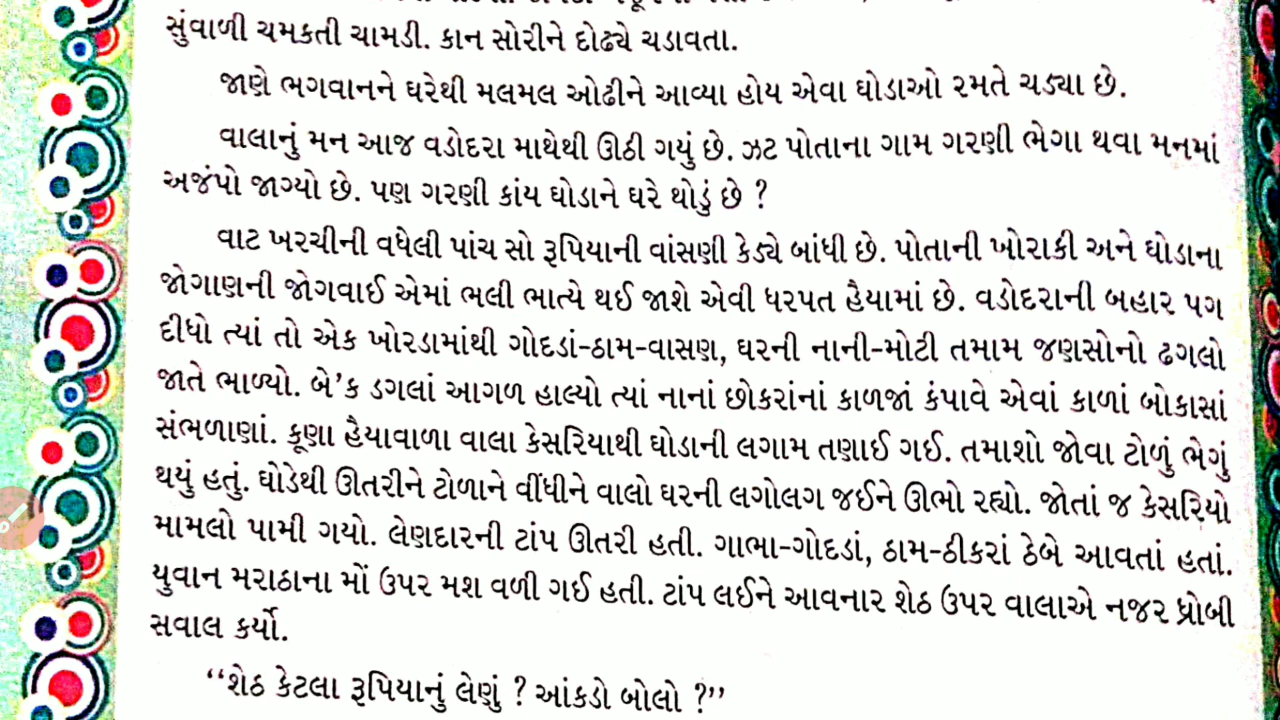 સુંવાળી ચમકતી ચામડી. કાન સોરીને દોઢ્યે ચડાવતા.
જાણે ભગવાનને ઘરેથી મલમલ ઓઢીને આવ્યા હોય એવા ઘોડાઓ રમતે ચડ્યા છે.
વાલાનું મન આજ વડોદરા માથેથી ઊઠી ગયું છે. ઝટ પોતાના ગામ ગરણી ભેગા થવા મનમાં
અજંપો જાગ્યો છે. પણ ગરણી કાંય ઘોડાને ઘરે થોડું છે ?
વાટ ખરચીની વધેલી પાંચ સો રૂપિયાની વાંસણી કેડ્યે બાંધી છે. પોતાની ખોરાકી અને ઘોડાના
જોગાણની જોગવાઈ એમાં ભલી ભાત્યે થઈ જાશે એવી ધરપત હૈયામાં છે. વડોદરાની બહાર પગ
દીધો ત્યાં તો એક ખોરડામાંથી ગોદડાં-ઠામ-વાસણ, ઘરની નાની-મોટી તમામ જણસોનો ઢગલો
જાતે ભાળ્યો. બે'ક ડગલાં આગળ હાલ્યો ત્યાં નાનાં છોકરાંનાં કાળજાં કંપાવે એવાં કાળાં બોકાસાં
સંભળાણાં. કૂણા હૈયાવાળા વાલા કેસરિયાથી ઘોડાની લગામ તણાઈ ગઈ. તમાશો જોવા ટોળું ભેગું
થયું હતું. ઘોડેથી ઊતરીને ટોળાને વીંધીને વાલો ઘરની લગોલગ જઈને ઊભો રહ્યો. જોતાં જ કેસરિયો
મામલો પામી ગયો. લેણદારની ટાંપ ઊતરી હતી. ગાભા-ગોદડાં, ઠામ-ઠીકરાં ઠેબે આવતાં હતાં.
યુવાન મરાઠાના મોં ઉપર મશ વળી ગઈ હતી. ટાંપ લઈને આવનાર શેઠ ઉપર વાલાએ નજર ધ્રોબી
સવાલ કર્યો.
“શેઠ કેટલા રૂપિયાનું લેણું ? આંકડો બોલો ?”